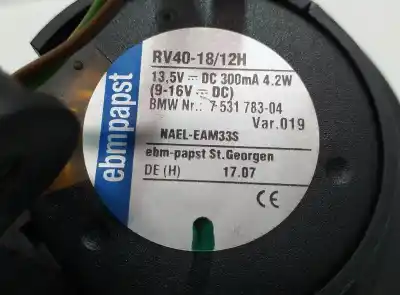 ebmpapst
RV40-18/12H
13,5V ⎓ DC 300mA 4.2W
(9-16V ⎓ DC)
BMW Nr.: 7 531 783-04
Var.019
NAEL-EAM33S
ebm-papst St.Georgen
DE (H) 17.07
CE